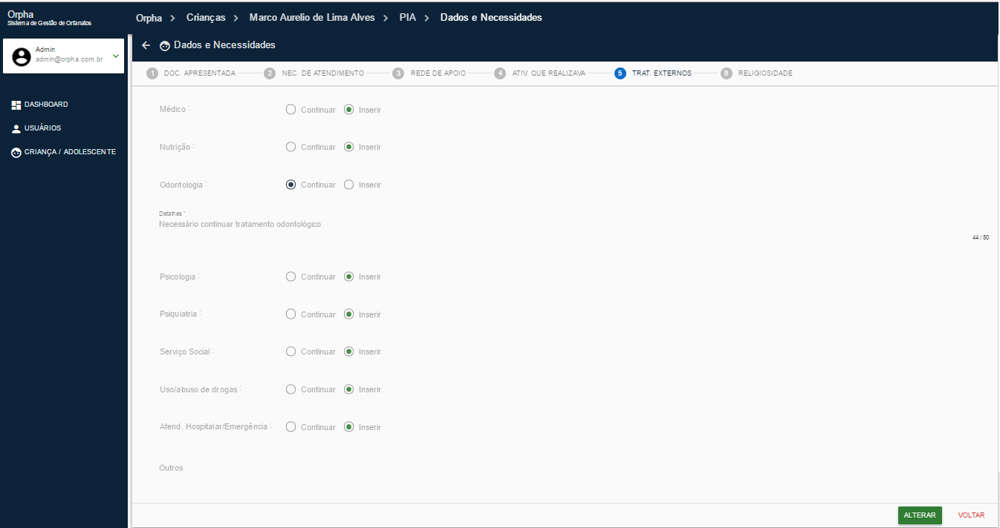 Orpha
Sistema de Gestão de Orfanatos
Orpha > Crianças > Marco Aurelio de Lima Alves > PIA > Dados e Necessidades
Admin
admin@orpha.com.br
DASHBOARD
USUÁRIOS
CRIANÇA / ADOLESCENTE
Dados e Necessidades
1 DOC. APRESENTADA 2 NEC. DE ATENDIMENTO 3 REDE DE APOIO 4 ATIV. QUE REALIZAVA 5 TRAT. EXTERNOS 6 RELIGIOSIDADE
Médico : Continuar Inserir
Nutrição : Continuar Inserir
Odontologia : Continuar Inserir
Detalhes *
Necessário continuar tratamento odontológico
44 / 50
Psicologia : Continuar Inserir
Psiquiatria : Continuar Inserir
Serviço Social : Continuar Inserir
Uso/abuso de drogas : Continuar Inserir
Atend. Hospitalar/Emergência : Continuar Inserir
Outros
ALTERAR VOLTAR